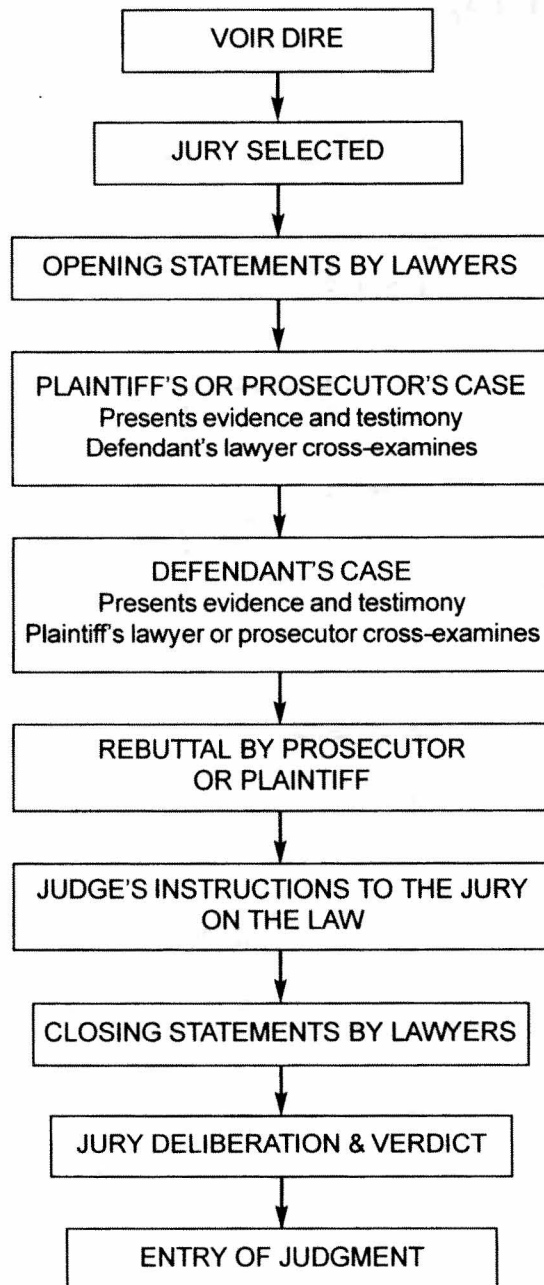 VOIR DIRE
JURY SELECTED
OPENING STATEMENTS BY LAWYERS
PLAINTIFF'S OR PROSECUTOR'S CASE
Presents evidence and testimony
Defendant's lawyer cross-examines
DEFENDANT'S CASE
Presents evidence and testimony
Plaintiff's lawyer or prosecutor cross-examines
REBUTTAL BY PROSECUTOR
OR PLAINTIFF
JUDGE'S INSTRUCTIONS TO THE JURY
ON THE LAW
CLOSING STATEMENTS BY LAWYERS
JURY DELIBERATION & VERDICT
ENTRY OF JUDGMENT